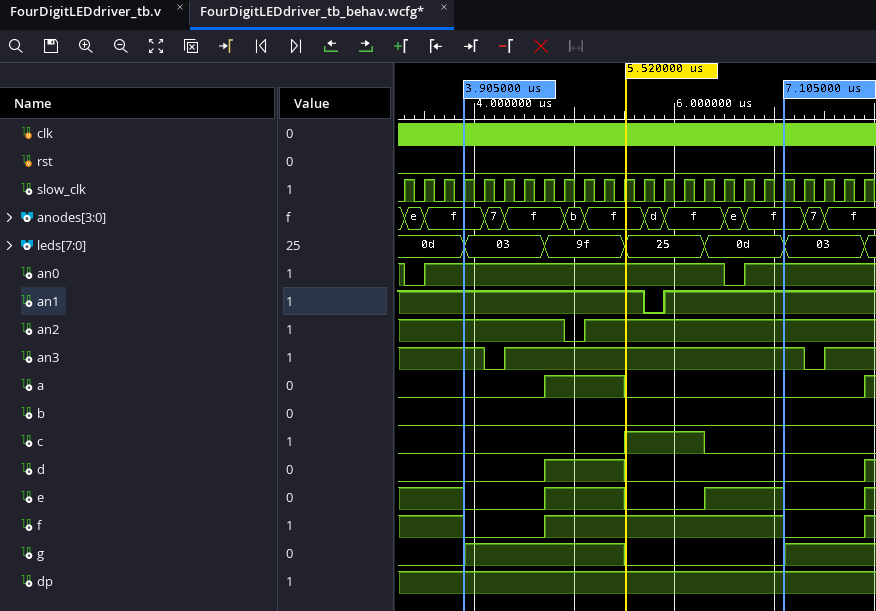 FourDigitLEDdriver_tb.v × FourDigitLEDdriver_tb_behav.wcfg* ×
5.520000 us
3.905000 us 7.105000 us
Name Value 4.000000 us 6.000000 us
clk 0
rst 0
slow_clk 1
anodes[3:0] f e f 7 f b f d f e f 7 f
leds[7:0] 25 0d 03 9f 25 0d 03
an0 1
an1 1
an2 1
an3 1
a 0
b 0
c 1
d 0
e 0
f 1
g 0
dp 1